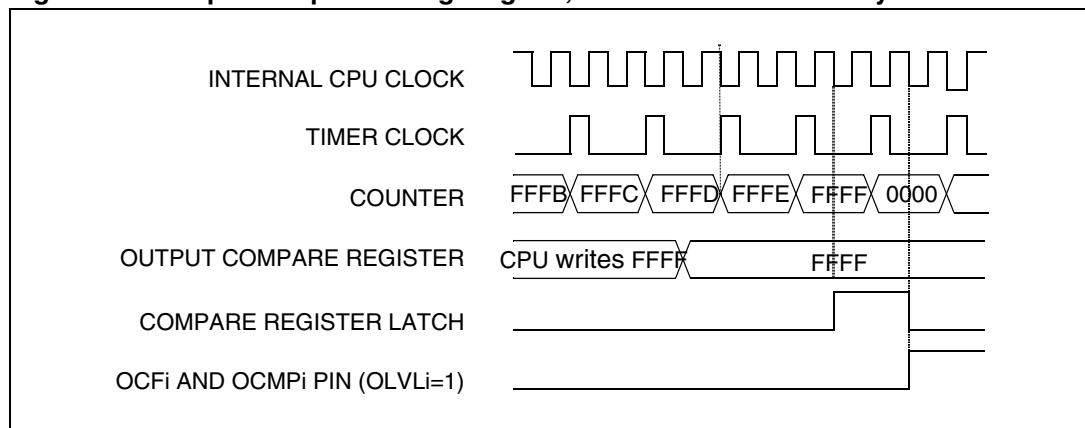 INTERNAL CPU CLOCK
TIMER CLOCK
COUNTER FFFB FFFC FFFD FFFE FFFF 0000
OUTPUT COMPARE REGISTER CPU writes FFFF FFFF
COMPARE REGISTER LATCH
OCFi AND OCMPi PIN (OLVLi=1)